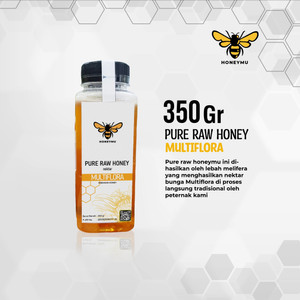 HONEYMU
350 Gr
PURE RAW HONEY
MULTIFLORA
Pure raw honeymu ini di-
hasilkan oleh lebah melifera
yang menghasilkan nektar
bunga Multiflora di proses
langsung tradisional oleh
peternak kami
HONEYMU
PURE RAW HONEY
MULTIFLORA